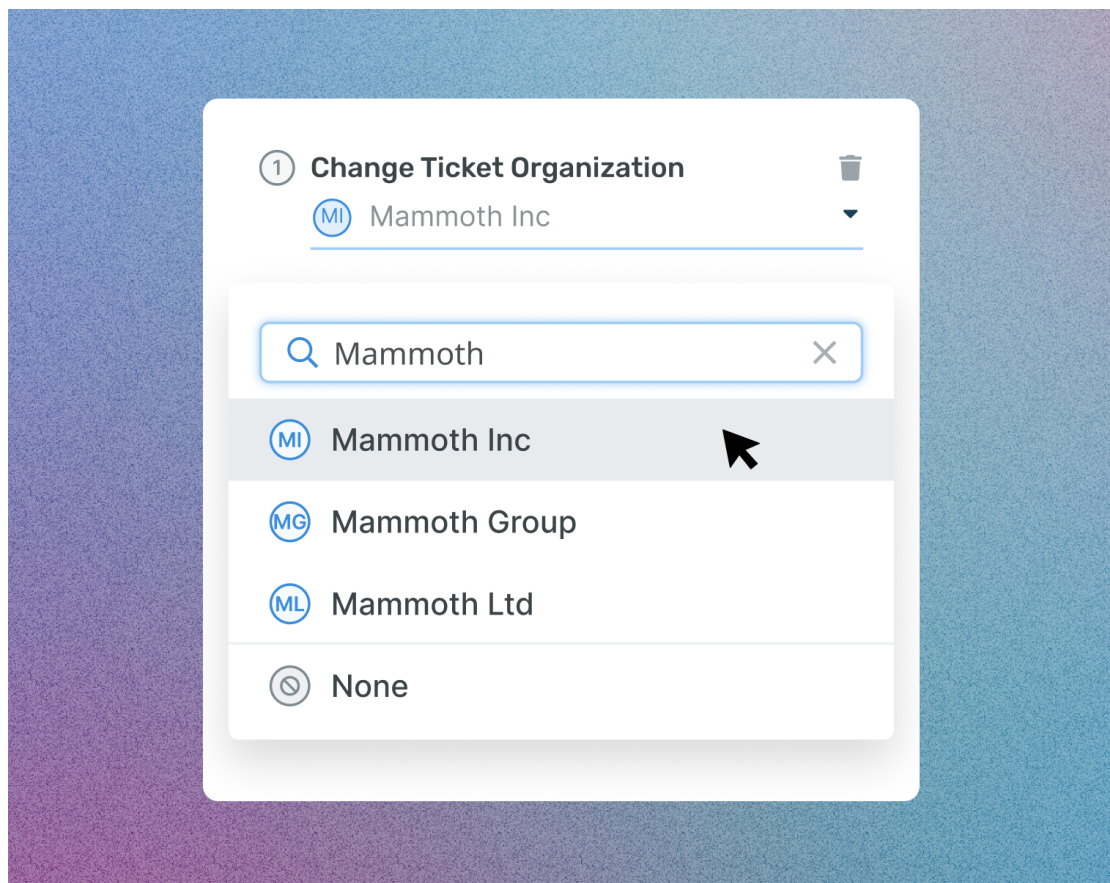 1 Change Ticket Organization
MI Mammoth Inc
Mammoth
MI Mammoth Inc
MG Mammoth Group
ML Mammoth Ltd
None